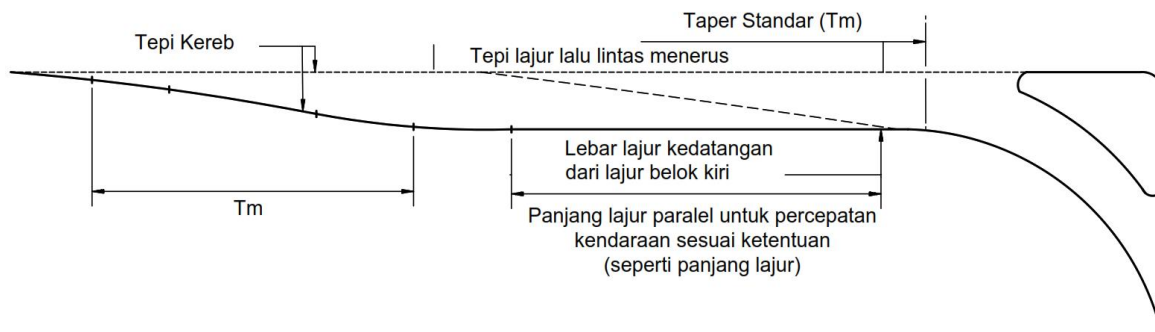 Taper Standar (Tm)
Tepi Kereb
Tepi lajur lalu lintas menerus
Lebar lajur kedatangan
dari lajur belok kiri
Tm
Panjang lajur paralel untuk percepatan
kendaraan sesuai ketentuan
(seperti panjang lajur)